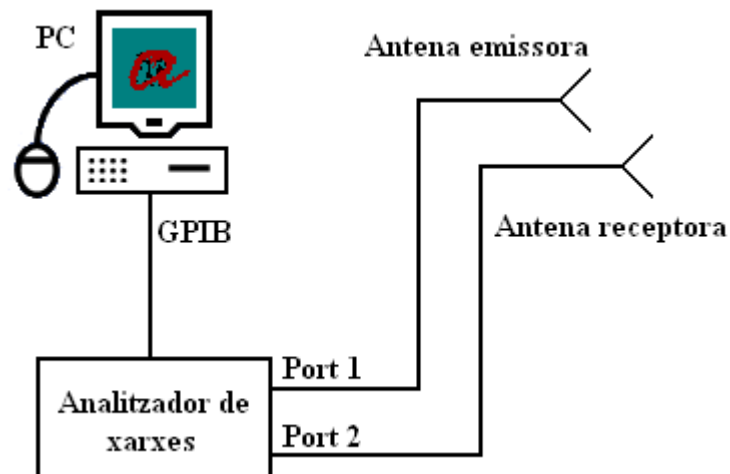 PC
Antena emissora
Antena receptora
GPIB
Port 1
Analitzador de
xarxes
Port 2